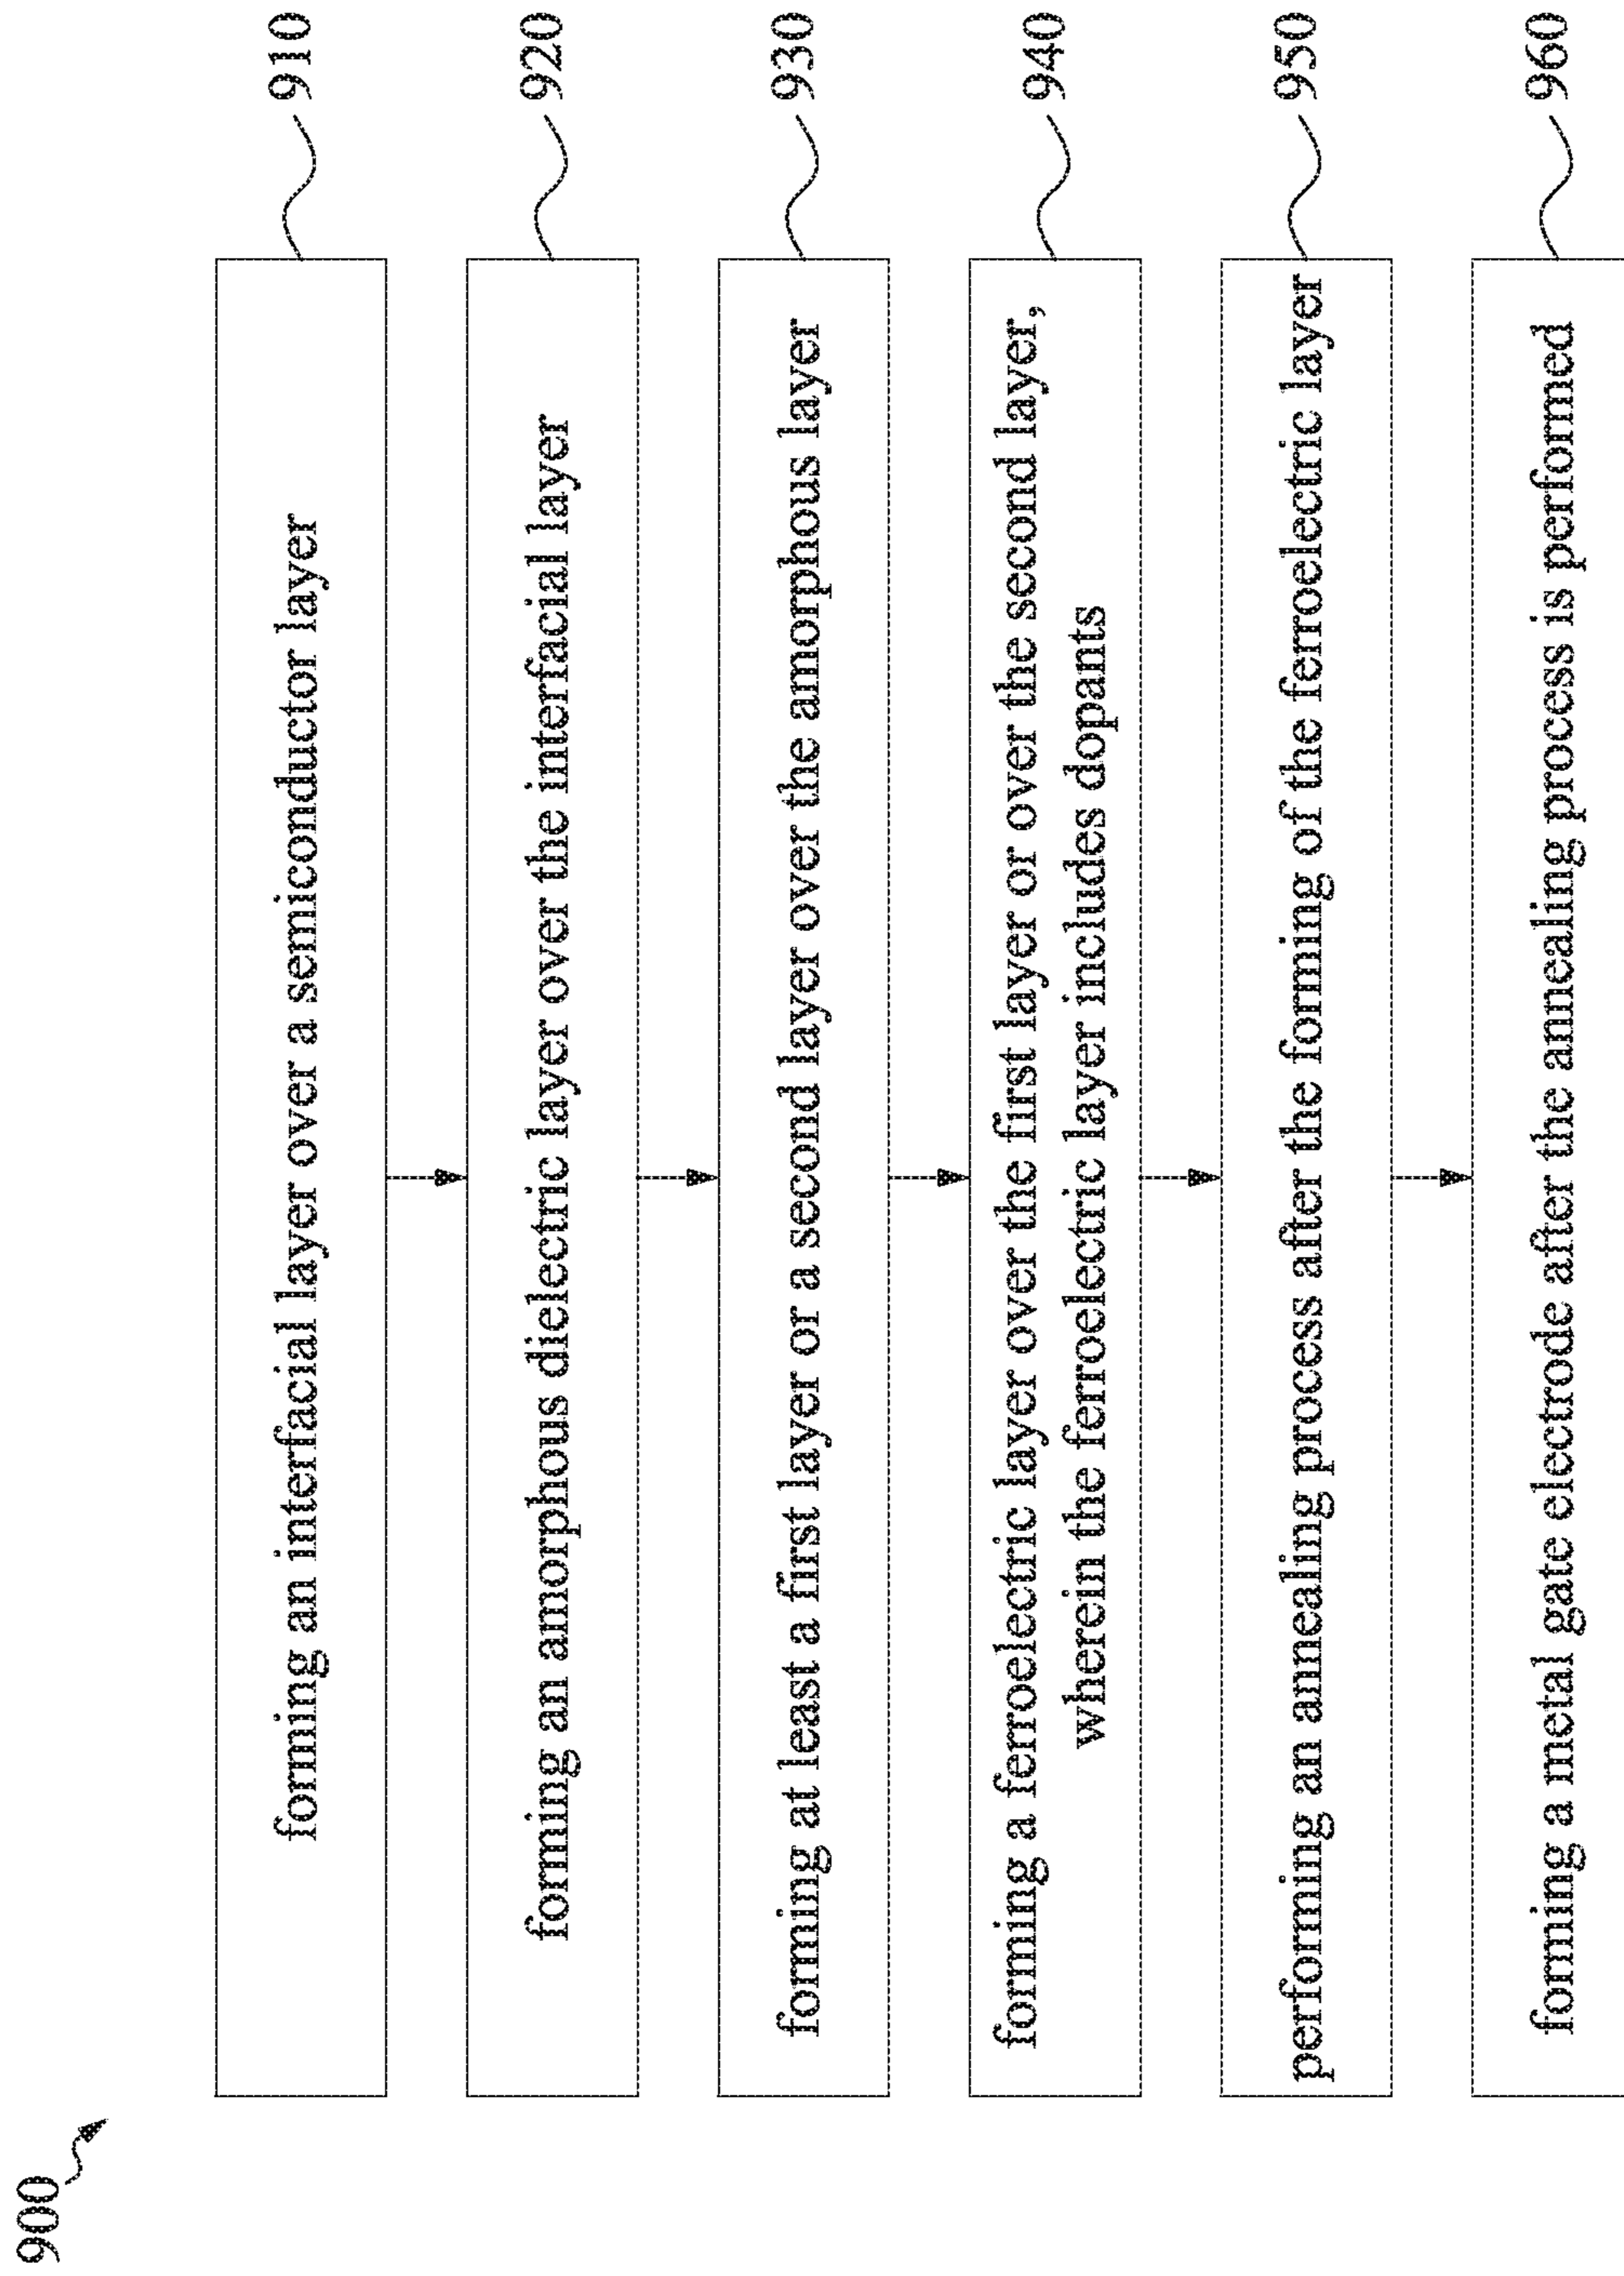 900
forming an interfacial layer over a semiconductor layer
910
forming an amorphous dielectric layer over the interfacial layer
920
forming at least a first layer or a second layer over the amorphous layer
930
forming a ferroelectric layer over the first layer or over the second layer,
wherein the ferroelectric layer includes dopants
940
performing an annealing process after the forming of the ferroelectric layer
950
forming a metal gate electrode after the annealing process is performed
960